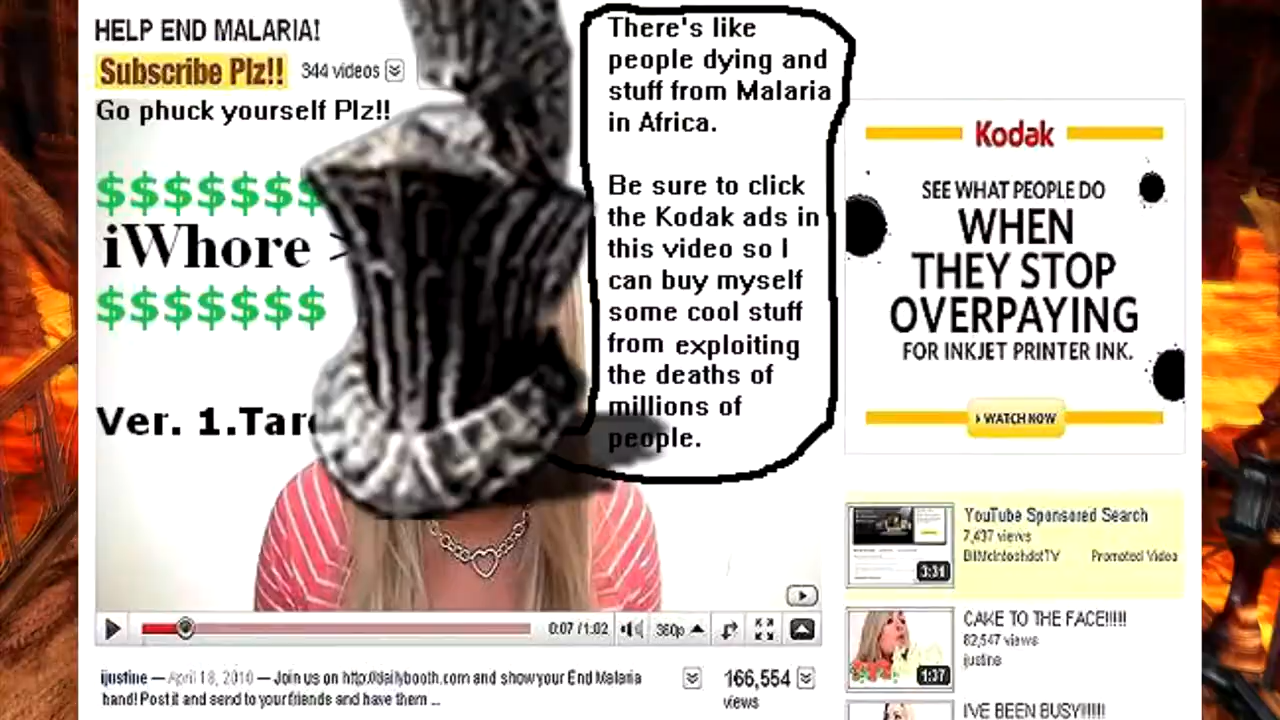 HELP END MALARIA!
Subscribe Plz!! 344 videos
Go phuck yourself Plz!!
$$$$$$$
iWhore
$$$$$$$
Ver. 1.Tar
There's like
people dying and
stuff from Malaria
in Africa.
Be sure to click
the Kodak ads in
this video so I
can buy myself
some cool stuff
from exploiting
the deaths of
millions of
people.
0:07 / 1:02 360p
ijustine — April 18, 2010 — Join us on http://dailybooth.com and show your End Malaria
hand! Post it and send to your friends and have them ...
166,554
views
Kodak
SEE WHAT PEOPLE DO
WHEN
THEY STOP
OVERPAYING
FOR INKJET PRINTER INK.
WATCH NOW
YouTube Sponsored Search
7,437 views
BillMcIntoshdotTV Promoted Video
3:31
CAKE TO THE FACE!!!!!
82,547 views
ijustine
1:37
I'VE BEEN BUSY!!!!!